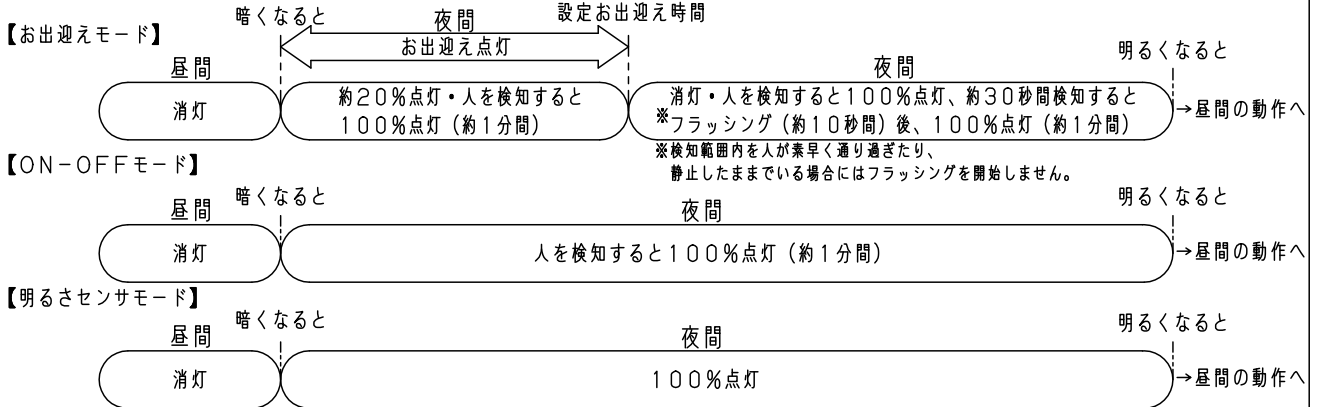 暗くなると 夜間 設定お出迎え時間
【お出迎えモード】
お出迎え点灯
明るくなると
昼間 夜間
消灯
約20%点灯・人を検知すると
100%点灯(約1分間)
消灯・人を検知すると100%点灯、約30秒間検知すると
※フラッシング(約10秒間)後、100%点灯(約1分間)
→昼間の動作へ
※検知範囲内を人が素早く通り過ぎたり、
静止したままでいる場合にはフラッシングを開始しません。
【ON-OFFモード】
昼間 暗くなると 夜間 明るくなると
消灯 人を検知すると100%点灯(約1分間) →昼間の動作へ
【明るさセンサモード】
昼間 暗くなると 夜間 明るくなると
消灯 100%点灯 →昼間の動作へ